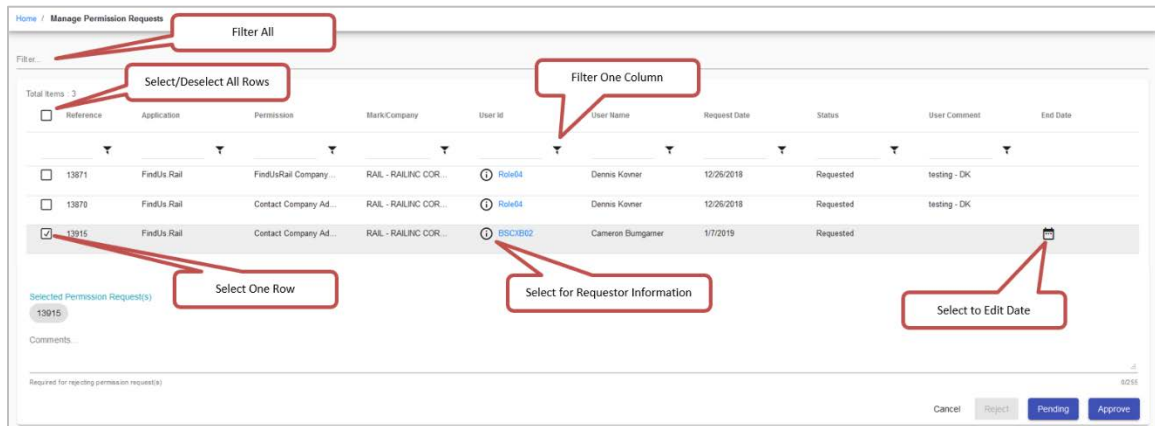 Home / Manage Permission Requests
Filter All
Filter...
Select/Deselect All Rows
Filter One Column
Total Items : 3
Reference Application Permission Mark/Company User Id User Name Request Date Status User Comment End Date
13871 FindUs Rail FindUsRail Company... RAIL - RAILINC COR... Role04 Dennis Kovner 12/26/2018 Requested testing - DK
13870 FindUs Rail Contact Company Ad... RAIL - RAILINC COR... Role04 Dennis Kovner 12/26/2018 Requested testing - DK
13915 FindUs Rail Contact Company Ad... RAIL - RAILINC COR... BSCXB02 Cameron Bumgarner 1/7/2019 Requested
Select One Row
Select for Requestor Information
Select to Edit Date
Selected Permission Request(s)
13915
Comments...
Required for rejecting permission request(s)
0/255
Cancel Reject Pending Approve